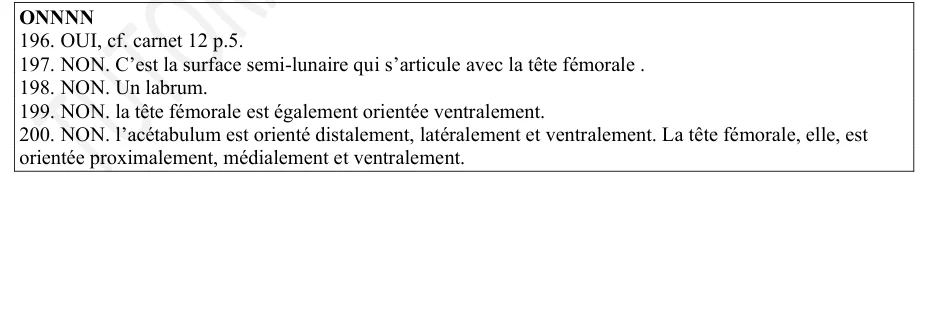 ONNNN
196. OUI, cf. carnet 12 p.5.
197. NON. C’est la surface semi-lunaire qui s’articule avec la tête fémorale .
198. NON. Un labrum.
199. NON. la tête fémorale est également orientée ventralement.
200. NON. l’acétabulum est orienté distalement, latéralement et ventralement. La tête fémorale, elle, est
orientée proximalement, médialement et ventralement.